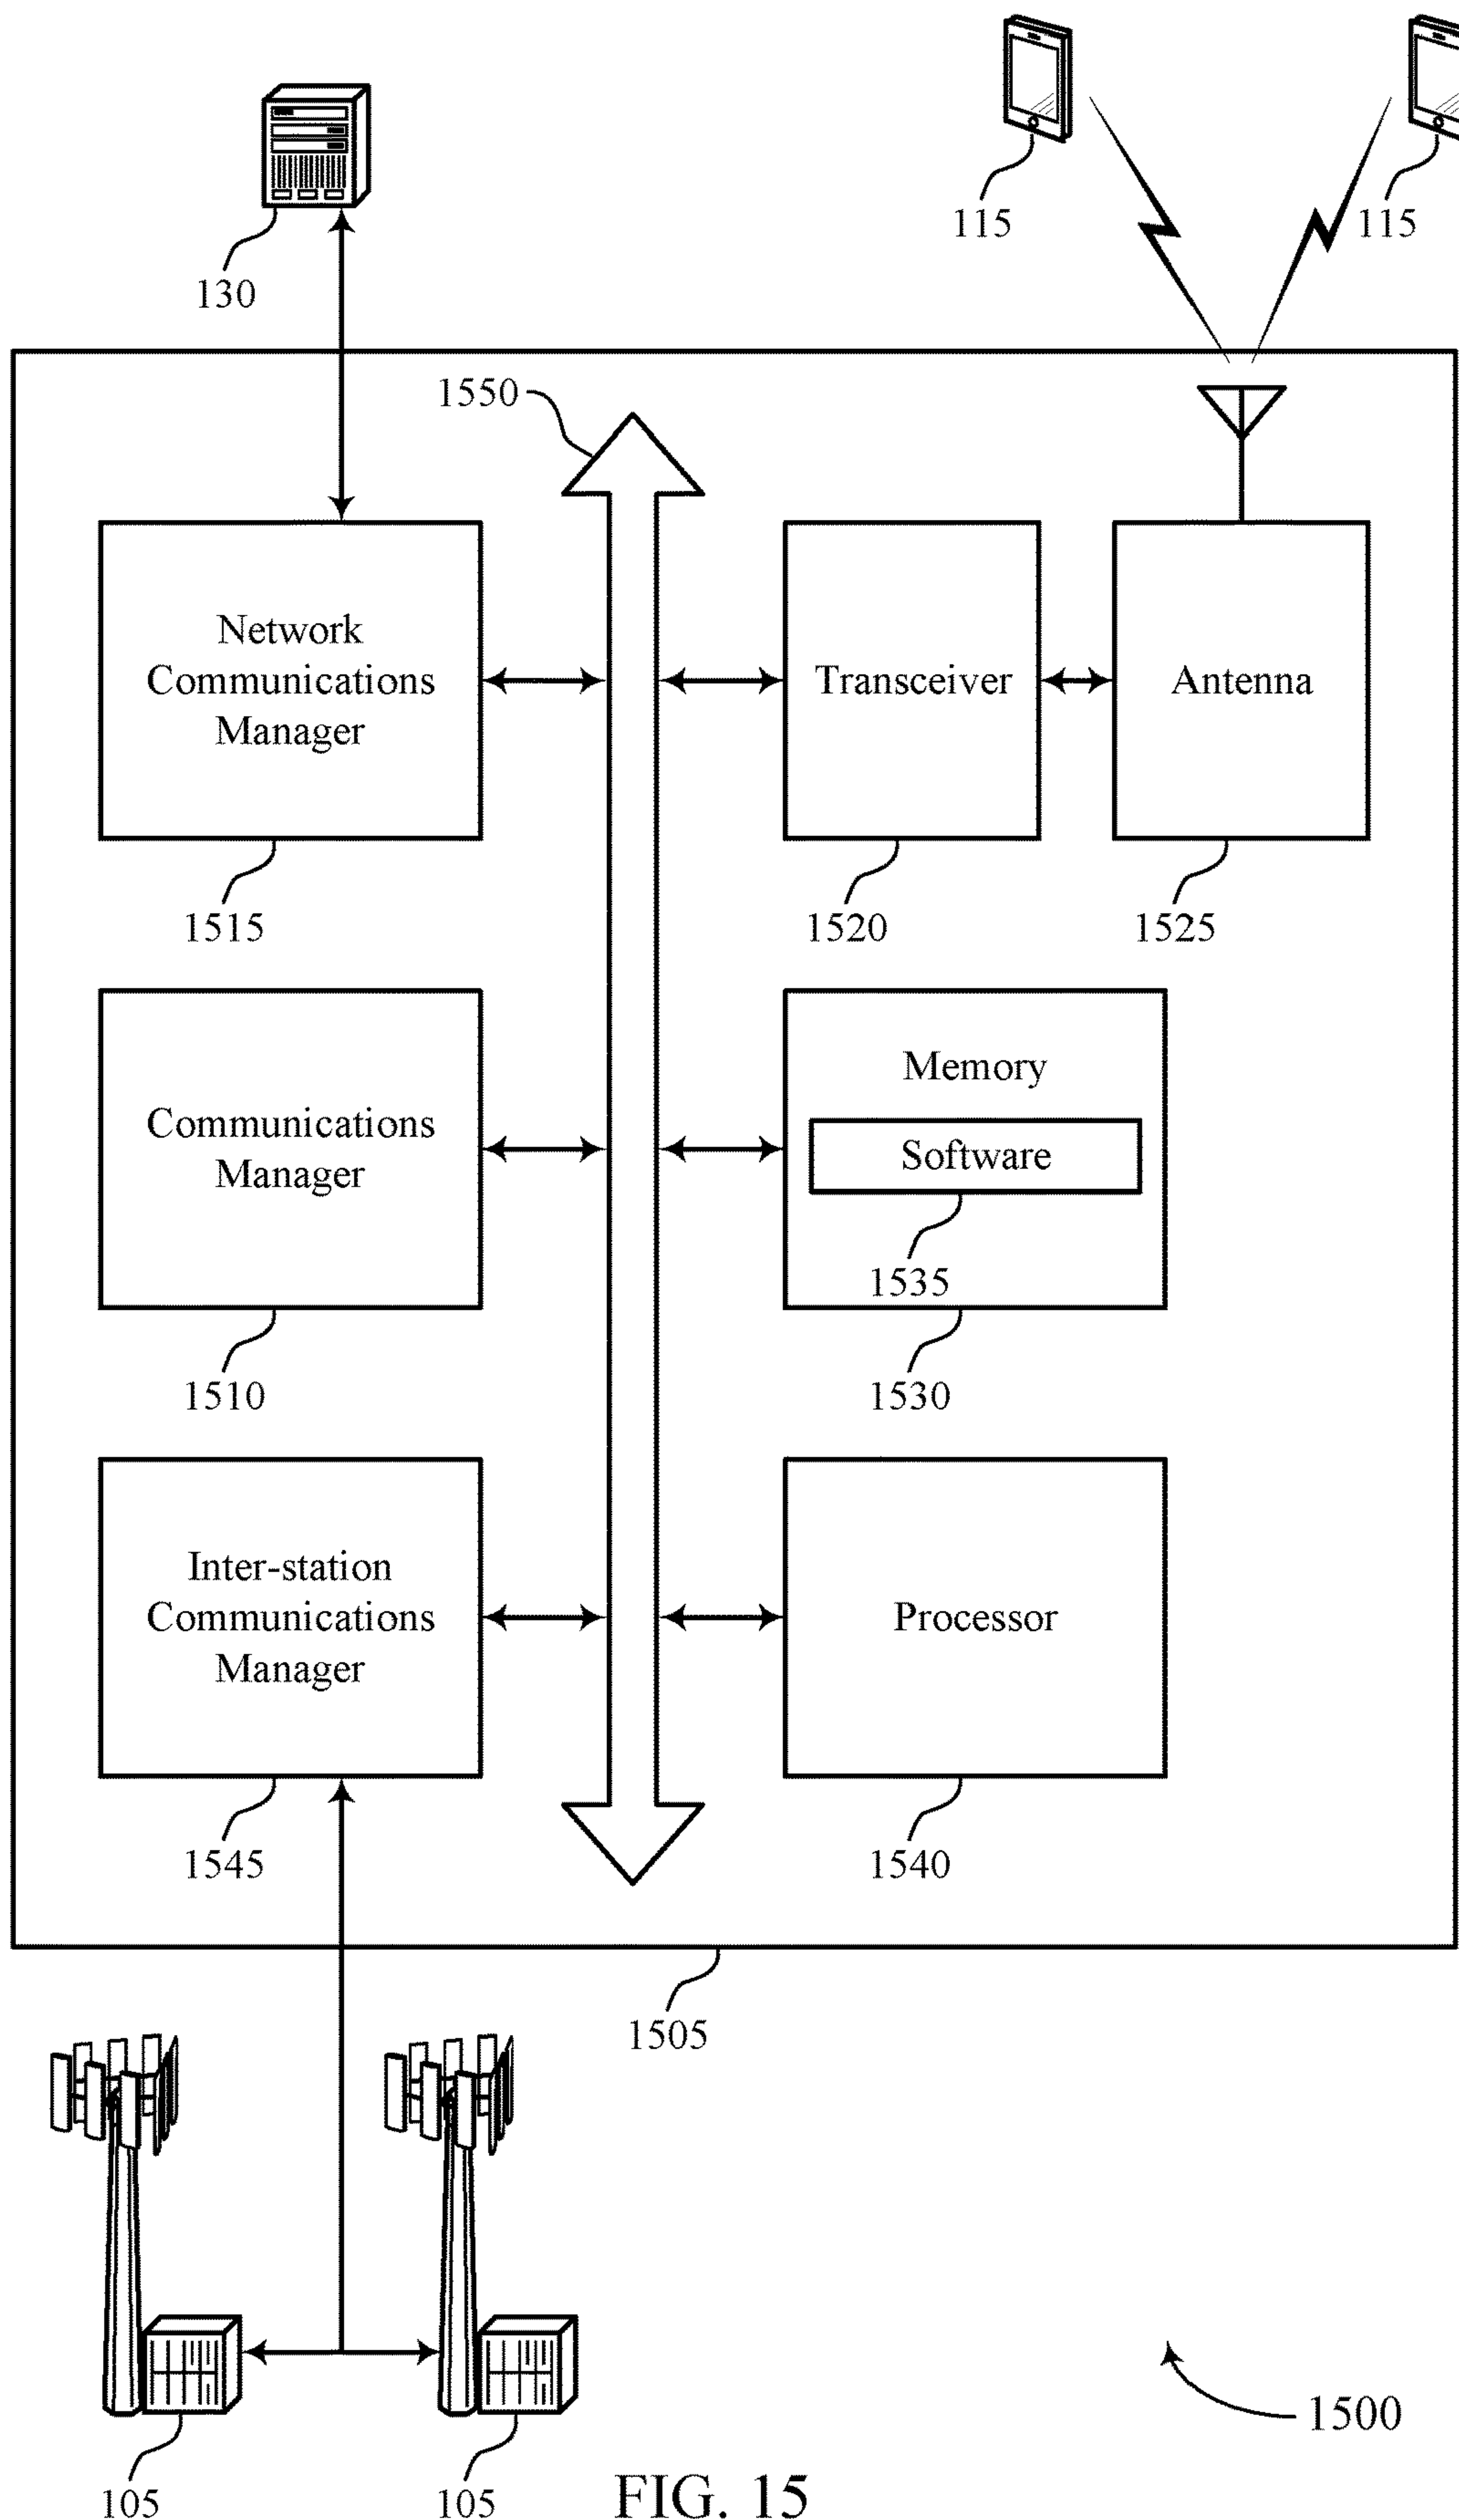 115
115
130
1550
Network
Communications
Manager
Transceiver
Antenna
1515
1520
1525
Communications
Manager
Memory
Software
1535
1510
1530
Inter-station
Communications
Manager
Processor
1545
1540
1505
1500
105
105
FIG. 15